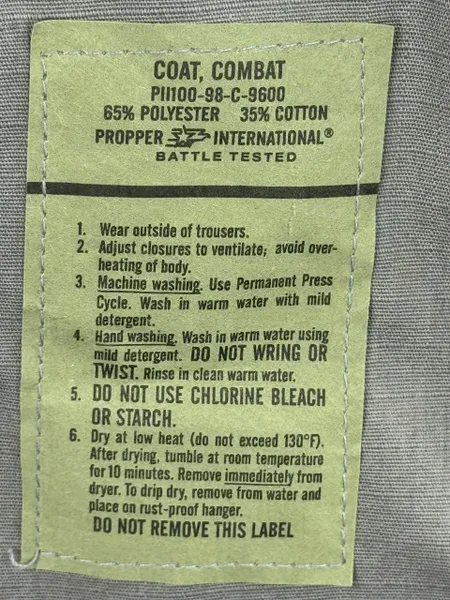 COAT, COMBAT
PII100-98-C-9600
65% POLYESTER 35% COTTON
PROPPER INTERNATIONAL®
BATTLE TESTED
1. Wear outside of trousers.
2. Adjust closures to ventilate; avoid over-
heating of body.
3. Machine washing. Use Permanent Press
Cycle. Wash in warm water with mild
detergent.
4. Hand washing. Wash in warm water using
mild detergent. DO NOT WRING OR
TWIST. Rinse in clean warm water.
5. DO NOT USE CHLORINE BLEACH
OR STARCH.
6. Dry at low heat (do not exceed 130°F).
After drying, tumble at room temperature
for 10 minutes. Remove immediately from
dryer. To drip dry, remove from water and
place on rust-proof hanger.
DO NOT REMOVE THIS LABEL